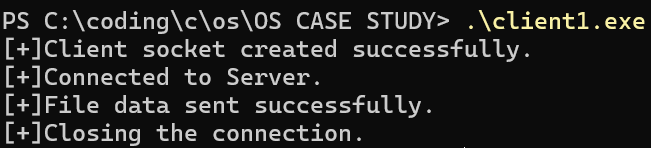 PS C:\coding\c\os\OS CASE STUDY> .\client1.exe
[+]Client socket created successfully.
[+]Connected to Server.
[+]File data sent successfully.
[+]Closing the connection.